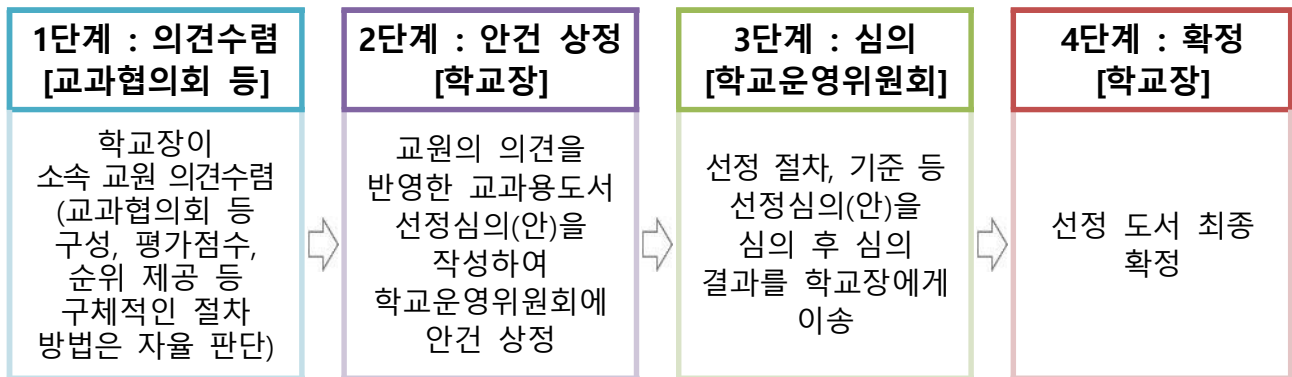 1단계 : 의견수렴
[교과협의회 등]
학교장이
소속 교원 의견수렴
(교과협의회 등
구성, 평가점수,
순위 제공 등
구체적인 절차
방법은 자율 판단)
2단계 : 안건 상정
[학교장]
교원의 의견을
반영한 교과용도서
선정심의(안)을
작성하여
학교운영위원회에
안건 상정
3단계 : 심의
[학교운영위원회]
선정 절차, 기준 등
선정심의(안)을
심의 후 심의
결과를 학교장에게
이송
4단계 : 확정
[학교장]
선정 도서 최종
확정